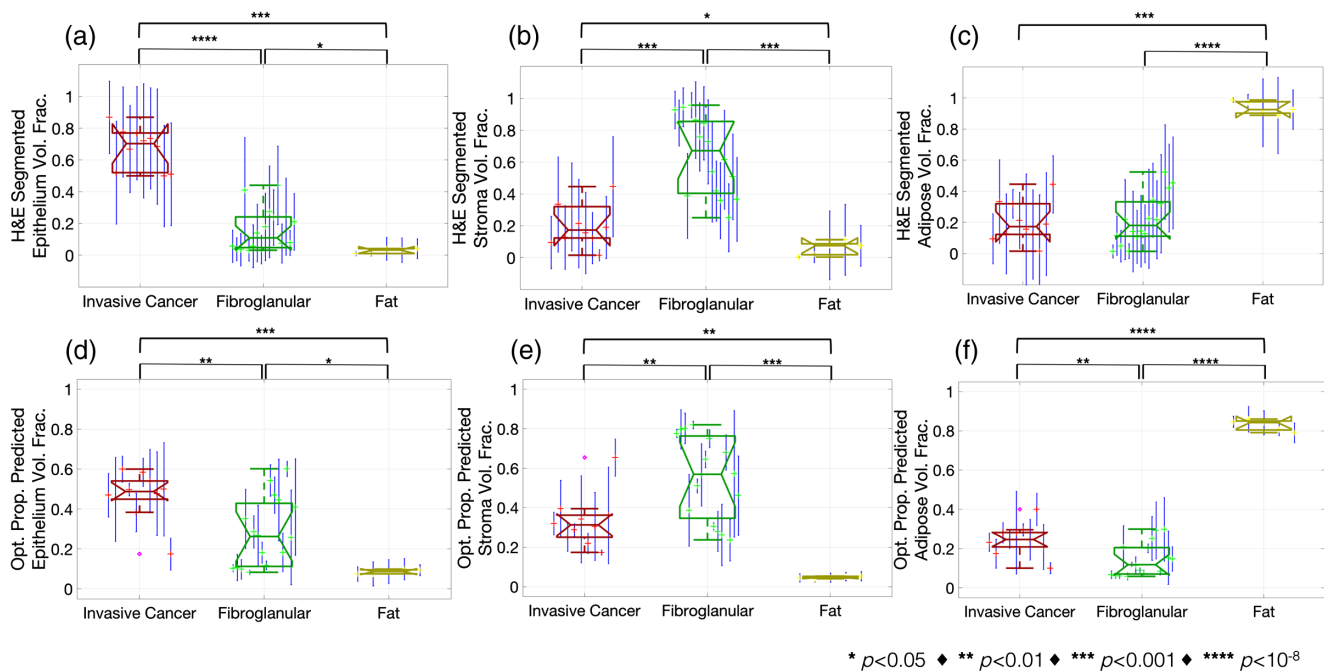 (a)
***
****
*
H&E Segmented
Epithelium Vol. Frac.
1
0.8
0.6
0.4
0.2
0
Invasive Cancer
Fibroglanular
Fat
(b)
*
***
***
H&E Segmented
Stroma Vol. Frac.
1
0.8
0.6
0.4
0.2
0
Invasive Cancer
Fibroglanular
Fat
(c)
***
****
H&E Segmented
Adipose Vol. Frac.
1
0.8
0.6
0.4
0.2
0
Invasive Cancer
Fibroglanular
Fat
(d)
***
**
*
Opt. Prop. Predicted
Epithelium Vol. Frac.
1
0.8
0.6
0.4
0.2
0
Invasive Cancer
Fibroglanular
Fat
(e)
**
**
***
Opt. Prop. Predicted
Stroma Vol. Frac.
1
0.8
0.6
0.4
0.2
0
Invasive Cancer
Fibroglanular
Fat
(f)
****
**
****
Opt. Prop. Predicted
Adipose Vol. Frac.
1
0.8
0.6
0.4
0.2
0
Invasive Cancer
Fibroglanular
Fat
* p<0.05 ♦ ** p<0.01 ♦ *** p<0.001 ♦ **** p<10-8